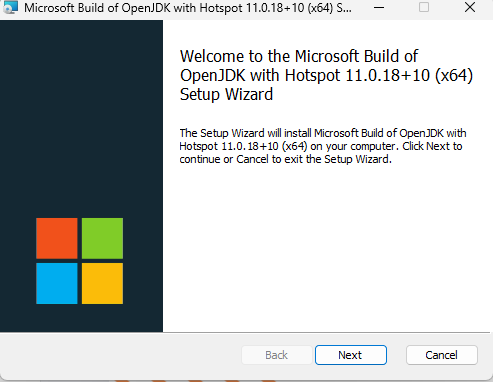 Microsoft Build of OpenJDK with Hotspot 11.0.18+10 (x64) S...
Welcome to the Microsoft Build of
OpenJDK with Hotspot 11.0.18+10 (x64)
Setup Wizard
The Setup Wizard will install Microsoft Build of OpenJDK with
Hotspot 11.0.18+10 (x64) on your computer. Click Next to
continue or Cancel to exit the Setup Wizard.
Back Next Cancel